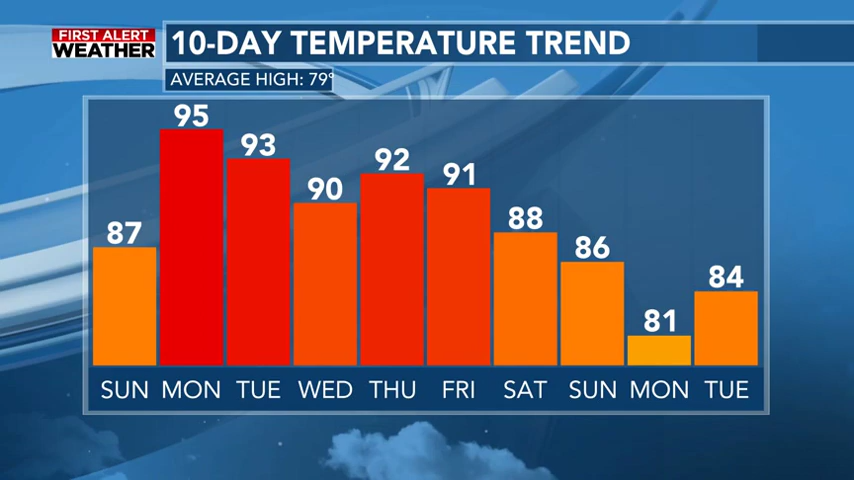 FIRST ALERT
WEATHER
10-DAY TEMPERATURE TREND
AVERAGE HIGH: 79°
87 95 93 90 92 91 88 86 81 84
SUN MON TUE WED THU FRI SAT SUN MON TUE